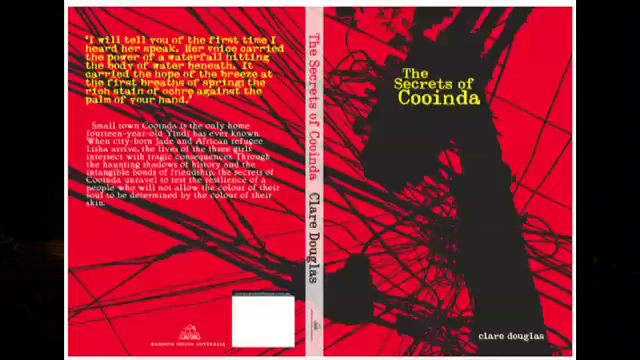 'I will tell you of the first time I
heard her speak. Her voice carried
the power of a waterfall hitting
the body of water beneath. It
carried the hope of the breeze at
the first breaths of spring; the
rich stain of ochre against the
palm of your hand.'
Small town Cooinda is the only home
fourteen-year-old Yindi has ever known.
When city-born Jade and African refugee
Lisha arrive, the lives of the three girls
intersect with tragic consequences. Through
the haunting shadows of history and the
intangible bonds of friendship, the secrets of
Cooinda unravel to test the resilience of a
people who will not allow the colour of their
soul to be determined by the colour of their
skin.
RANDOM HOUSE AUSTRALIA
The Secrets of Cooinda Clare Douglas
The
Secrets of
Cooinda
clare douglas